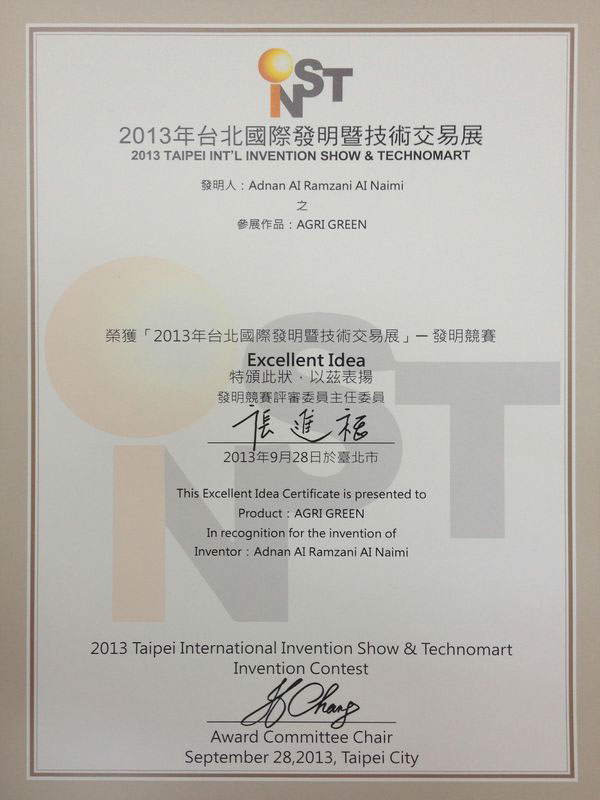 iNST
2013年台北國際發明暨技術交易展
2013 TAIPEI INT'L INVENTION SHOW & TECHNOMART
發明人：Adnan AI Ramzani AI Naimi
之
參展作品：AGRI GREEN
榮獲「2013年台北國際發明暨技術交易展」－發明競賽
Excellent Idea
特頒此狀，以茲表揚
發明競賽評審委員主任委員
張進福
2013年9月28日於臺北市
This Excellent Idea Certificate is presented to
Product：AGRI GREEN
In recognition for the invention of
Inventor：Adnan AI Ramzani AI Naimi
2013 Taipei International Invention Show & Technomart
Invention Contest
Award Committee Chair
September 28,2013, Taipei City